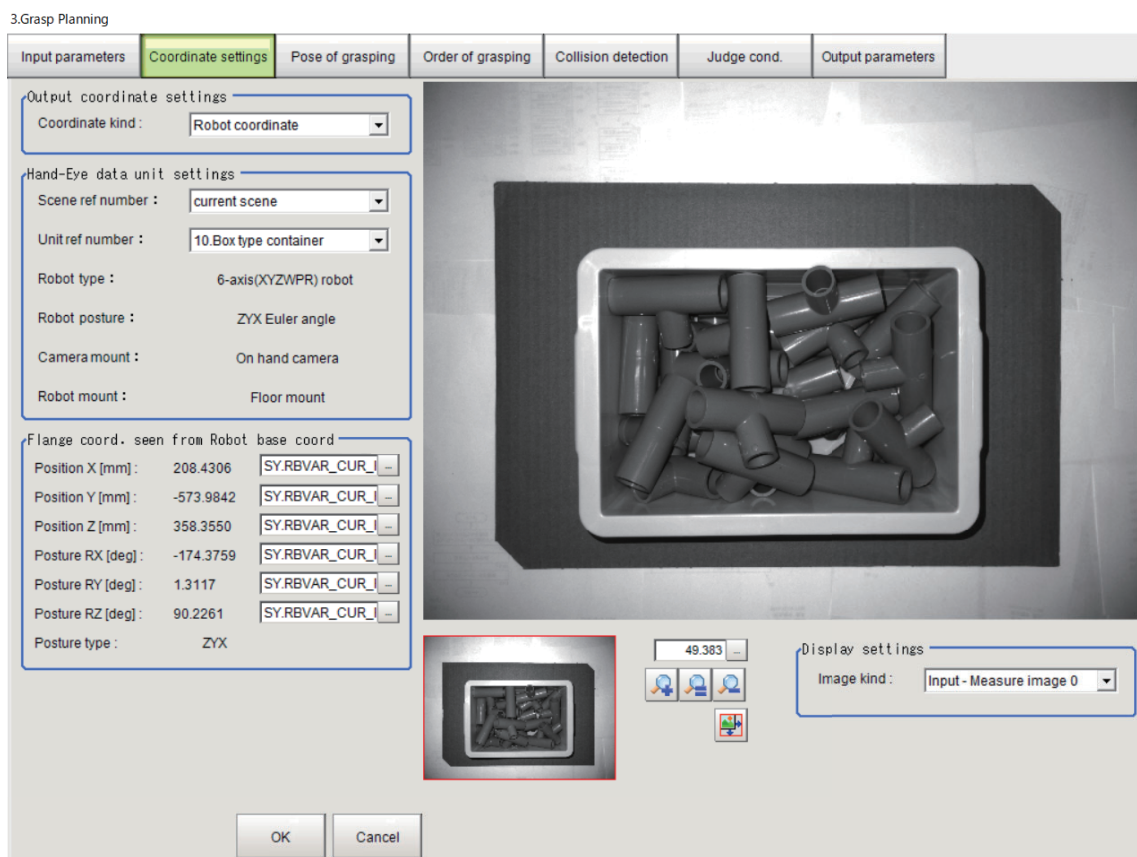 3.Grasp Planning
Input parameters Coordinate settings Pose of grasping Order of grasping Collision detection Judge cond. Output parameters
Output coordinate settings
Coordinate kind : Robot coordinate
Hand-Eye data unit settings
Scene ref number : current scene
Unit ref number : 10.Box type container
Robot type : 6-axis(XYZWPR) robot
Robot posture : ZYX Euler angle
Camera mount : On hand camera
Robot mount : Floor mount
Flange coord. seen from Robot base coord
Position X [mm] : 208.4306 SY.RBVAR_CUR_I ...
Position Y [mm] : -573.9842 SY.RBVAR_CUR_I ...
Position Z [mm] : 358.3550 SY.RBVAR_CUR_I ...
Posture RX [deg] : -174.3759 SY.RBVAR_CUR_I ...
Posture RY [deg] : 1.3117 SY.RBVAR_CUR_I ...
Posture RZ [deg] : 90.2261 SY.RBVAR_CUR_I ...
Posture type : ZYX
49.383 ...
Display settings
Image kind : Input - Measure image 0
OK Cancel